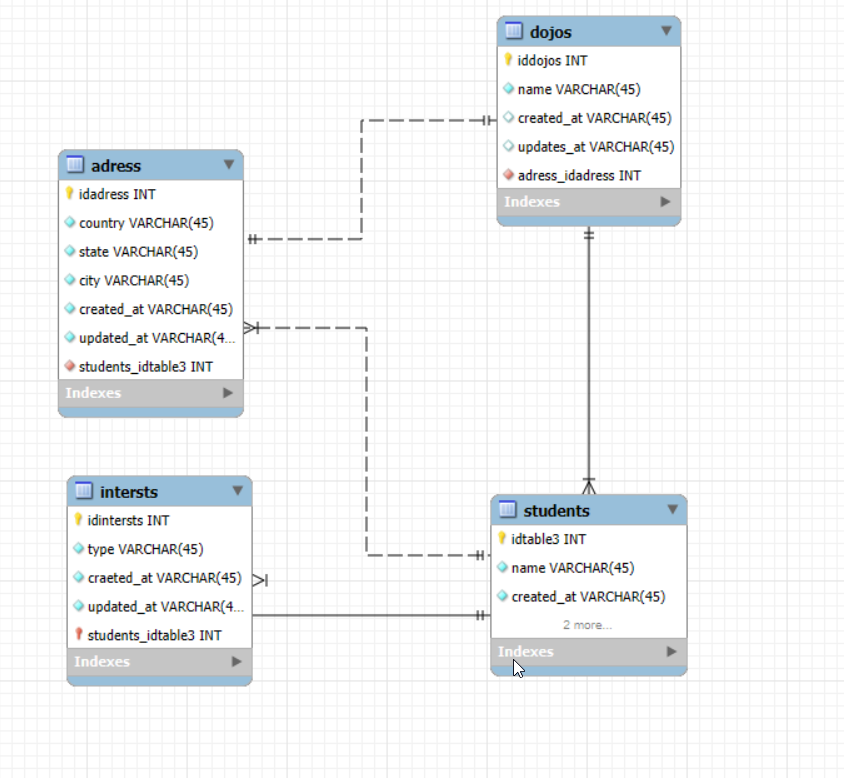 dojos
iddojos INT
name VARCHAR(45)
created_at VARCHAR(45)
updates_at VARCHAR(45)
adress_idadress INT
Indexes
adress
idadress INT
country VARCHAR(45)
state VARCHAR(45)
city VARCHAR(45)
created_at VARCHAR(45)
updated_at VARCHAR(4...
students_idtable3 INT
Indexes
intersts
idintersts INT
type VARCHAR(45)
craeted_at VARCHAR(45)
updated_at VARCHAR(4...
students_idtable3 INT
Indexes
students
idtable3 INT
name VARCHAR(45)
created_at VARCHAR(45)
2 more...
Indexes